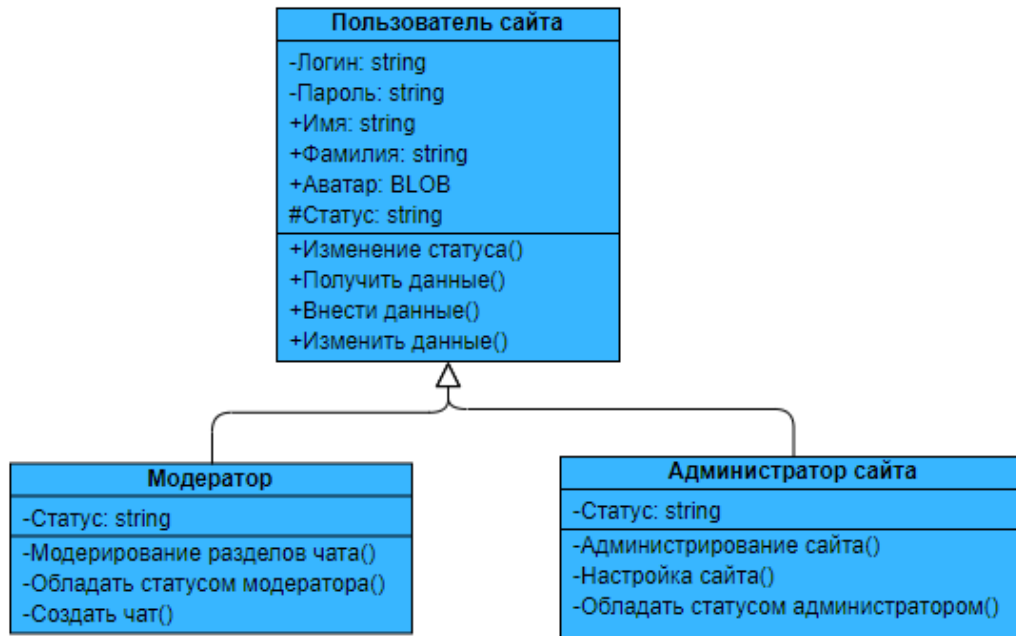 Пользователь сайта
-Логин: string
-Пароль: string
+Имя: string
+Фамилия: string
+Аватар: BLOB
#Статус: string
+Изменение статуса()
+Получить данные()
+Внести данные()
+Изменить данные()
Модератор
-Статус: string
-Модерирование разделов чата()
-Обладать статусом модератора()
-Создать чат()
Администратор сайта
-Статус: string
-Администрирование сайта()
-Настройка сайта()
-Обладать статусом администратором()